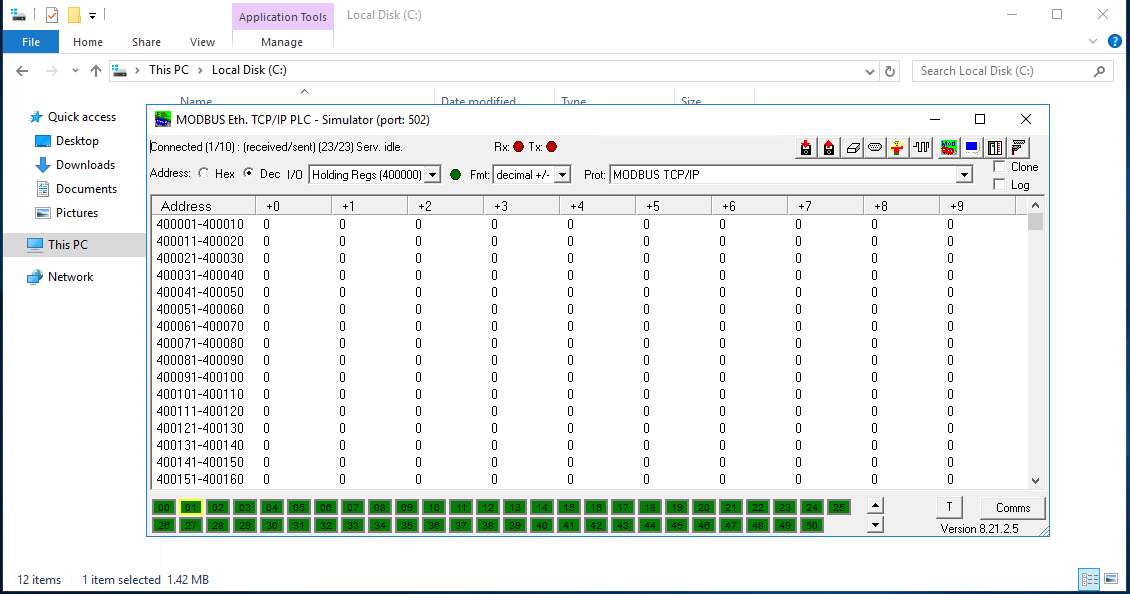 Application Tools Local Disk (C:)
File Home Share View Manage
This PC > Local Disk (C:) Search Local Disk (C:)
Name Date modified Type Size
Quick access
Desktop
Downloads
Documents
Pictures
This PC
Network
MODBUS Eth. TCP/IP PLC - Simulator (port: 502)
Connected (1/10) : (received/sent) (23/23) Serv. idle. Rx: Tx:
Address: Hex Dec I/O Holding Regs (400000) Fmt: decimal +/- Prot: MODBUS TCP/IP Clone
Log
Address +0 +1 +2 +3 +4 +5 +6 +7 +8 +9
400001-400010 0 0 0 0 0 0 0 0 0 0
400011-400020 0 0 0 0 0 0 0 0 0 0
400021-400030 0 0 0 0 0 0 0 0 0 0
400031-400040 0 0 0 0 0 0 0 0 0 0
400041-400050 0 0 0 0 0 0 0 0 0 0
400051-400060 0 0 0 0 0 0 0 0 0 0
400061-400070 0 0 0 0 0 0 0 0 0 0
400071-400080 0 0 0 0 0 0 0 0 0 0
400081-400090 0 0 0 0 0 0 0 0 0 0
400091-400100 0 0 0 0 0 0 0 0 0 0
400101-400110 0 0 0 0 0 0 0 0 0 0
400111-400120 0 0 0 0 0 0 0 0 0 0
400121-400130 0 0 0 0 0 0 0 0 0 0
400131-400140 0 0 0 0 0 0 0 0 0 0
400141-400150 0 0 0 0 0 0 0 0 0 0
400151-400160 0 0 0 0 0 0 0 0 0 0
00 01 02 03 04 05 06 07 08 09 10 11 12 13 14 15 16 17 18 19 20 21 22 23 24 25 T Comms
26 27 28 29 30 31 32 33 34 35 36 37 38 39 40 41 42 43 44 45 46 47 48 49 50 Version 8.21.2.5
12 items 1 item selected 1.42 MB